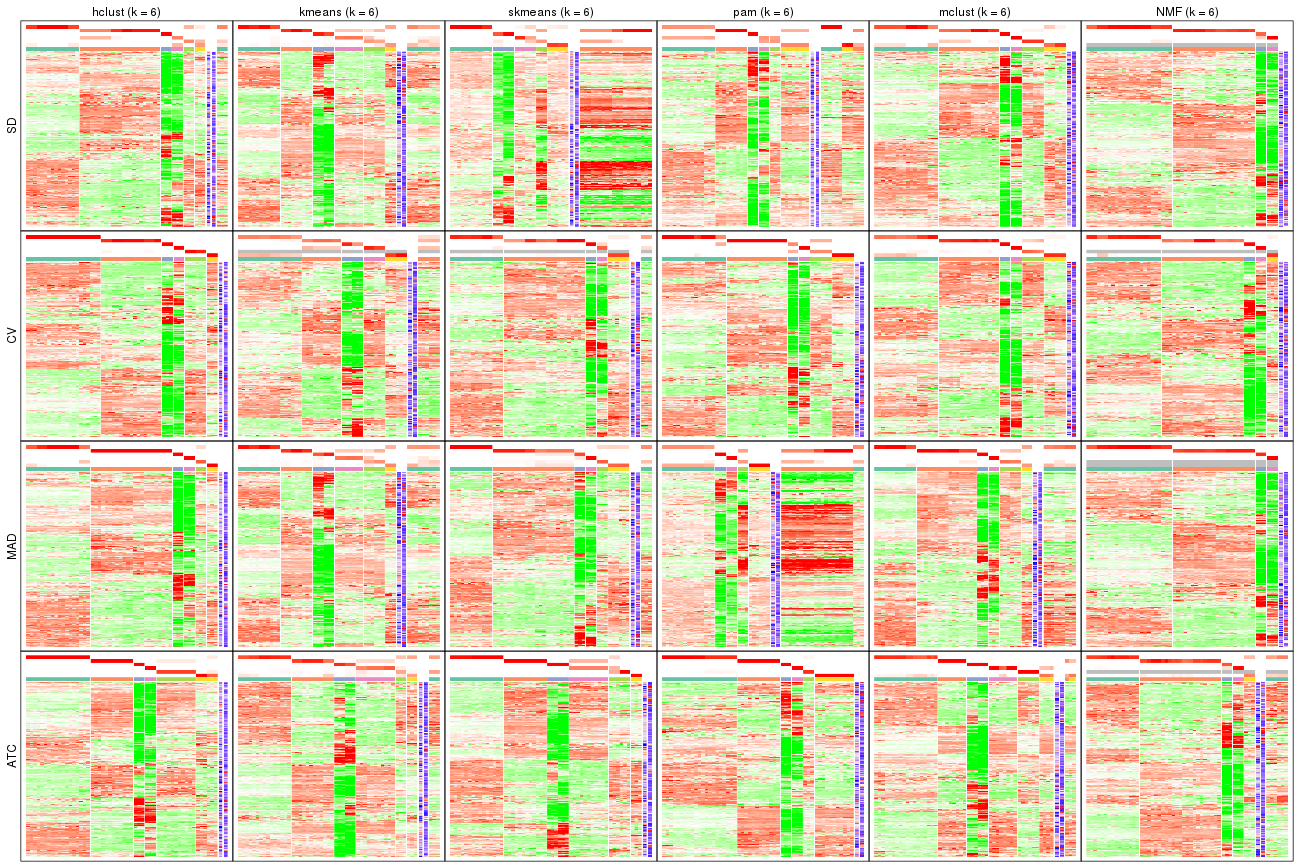 hclust (k = 6)
kmeans (k = 6)
skmeans (k = 6)
pam (k = 6)
mclust (k = 6)
NMF (k = 6)
SD
CV
MAD
ATC